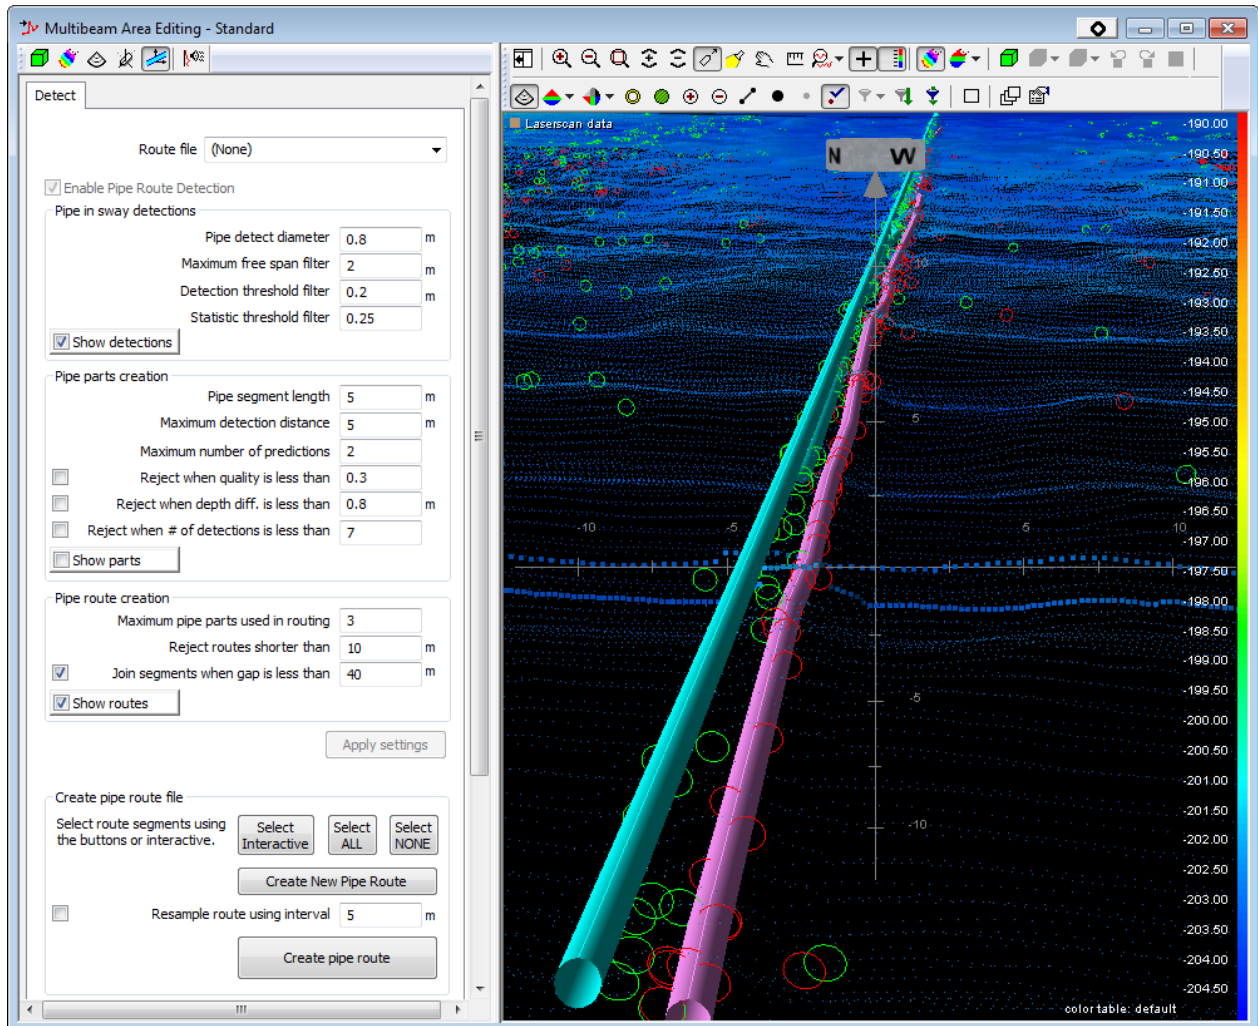 Multibeam Area Editing - Standard
Detect
Route file (None)
Enable Pipe Route Detection
Pipe in sway detections
Pipe detect diameter 0.8 m
Maximum free span filter 2 m
Detection threshold filter 0.2 m
Statistic threshold filter 0.25
Show detections
Pipe parts creation
Pipe segment length 5 m
Maximum detection distance 5 m
Maximum number of predictions 2
Reject when quality is less than 0.3
Reject when depth diff. is less than 0.8 m
Reject when # of detections is less than 7
Show parts
Pipe route creation
Maximum pipe parts used in routing 3
Reject routes shorter than 10 m
Join segments when gap is less than 40 m
Show routes
Apply settings
Create pipe route file
Select route segments using
the buttons or interactive.
Select
Interactive
Select
ALL
Select
NONE
Create New Pipe Route
Resample route using interval 5 m
Create pipe route
Laserscan data
N W
10
5
-10 -5 5 10
-5
-10
-190.00
-190.50
-191.00
-191.50
-192.00
-192.50
-193.00
-193.50
-194.00
-194.50
-195.00
-195.50
-196.00
-196.50
-197.00
-197.50
-198.00
-198.50
-199.00
-199.50
-200.00
-200.50
-201.00
-201.50
-202.00
-202.50
-203.00
-203.50
-204.00
-204.50
color table: default